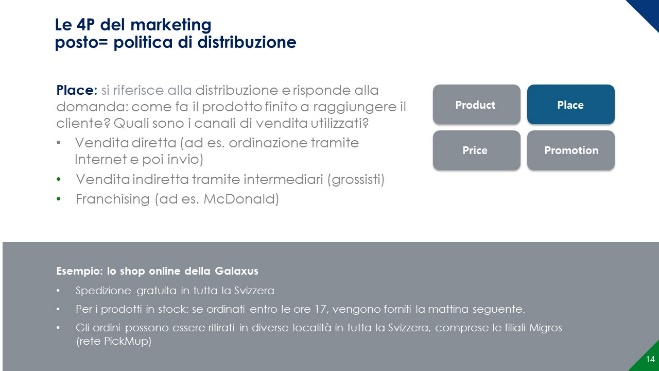 Le 4P del marketing
posto= politica di distribuzione
Place: si riferisce alla distribuzione e risponde alla
domanda: come fa il prodotto finito a raggiungere il
cliente? Quali sono i canali di vendita utilizzati?
• Vendita diretta (ad es. ordinazione tramite
Internet e poi invio)
• Vendita indiretta tramite intermediari (grossisti)
• Franchising (ad es. McDonald)
Product
Place
Price
Promotion
Esempio: lo shop online della Galaxus
• Spedizione gratuita in tutta la Svizzera
• Per i prodotti in stock: se ordinati entro le ore 17, vengono forniti la mattina seguente.
• Gli ordini possono essere ritirati in diverse località in tutta la Svizzera, comprese le filiali Migros
(rete PickMup)
14